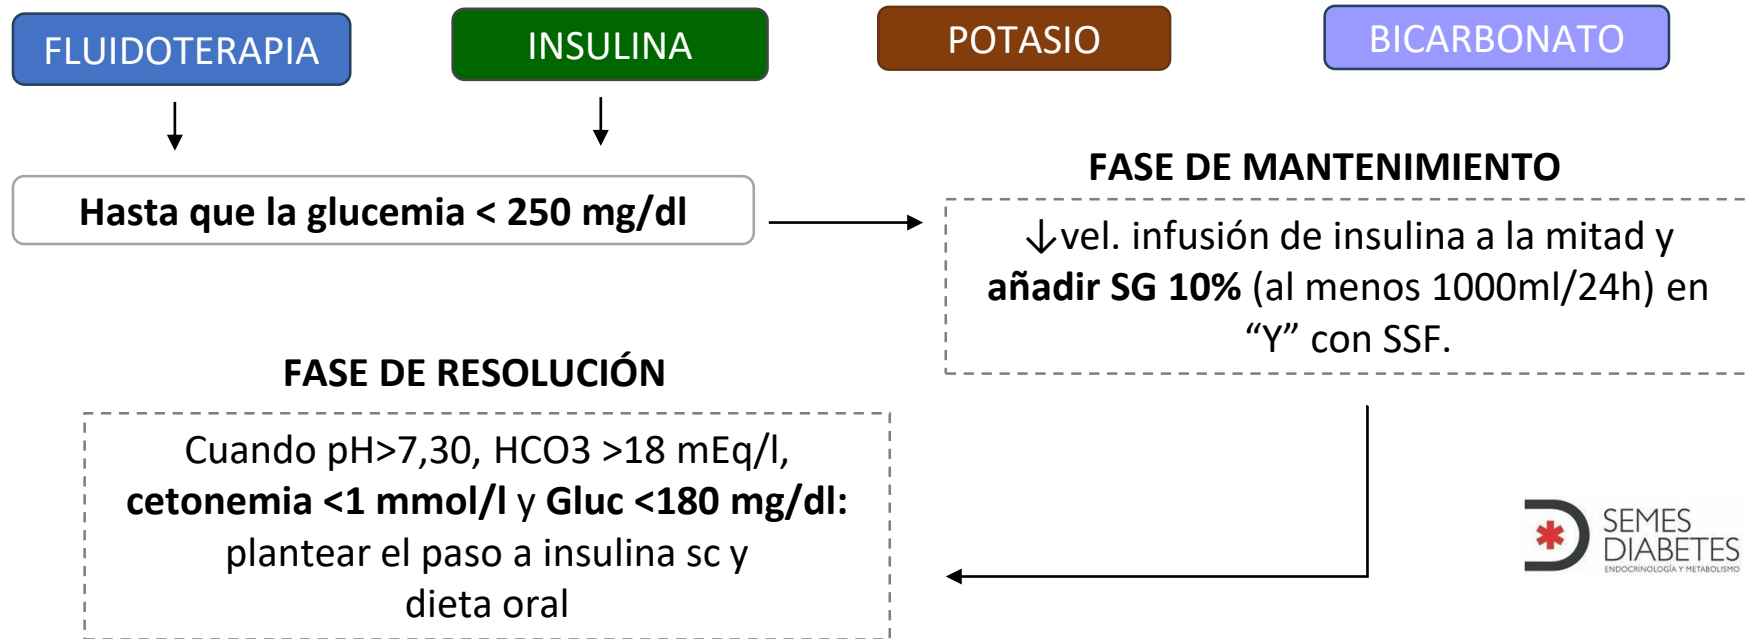 FLUIDOTERAPIA
INSULINA
POTASIO
BICARBONATO
Hasta que la glucemia < 250 mg/dl
FASE DE MANTENIMIENTO
↓vel. infusión de insulina a la mitad y
añadir SG 10% (al menos 1000ml/24h) en
“Y” con SSF.
FASE DE RESOLUCIÓN
Cuando pH>7,30, HCO3 >18 mEq/l,
cetonemia <1 mmol/l y Gluc <180 mg/dl:
plantear el paso a insulina sc y
dieta oral
SEMES
DIABETES
ENDOCRINOLOGÍA Y METABOLISMO